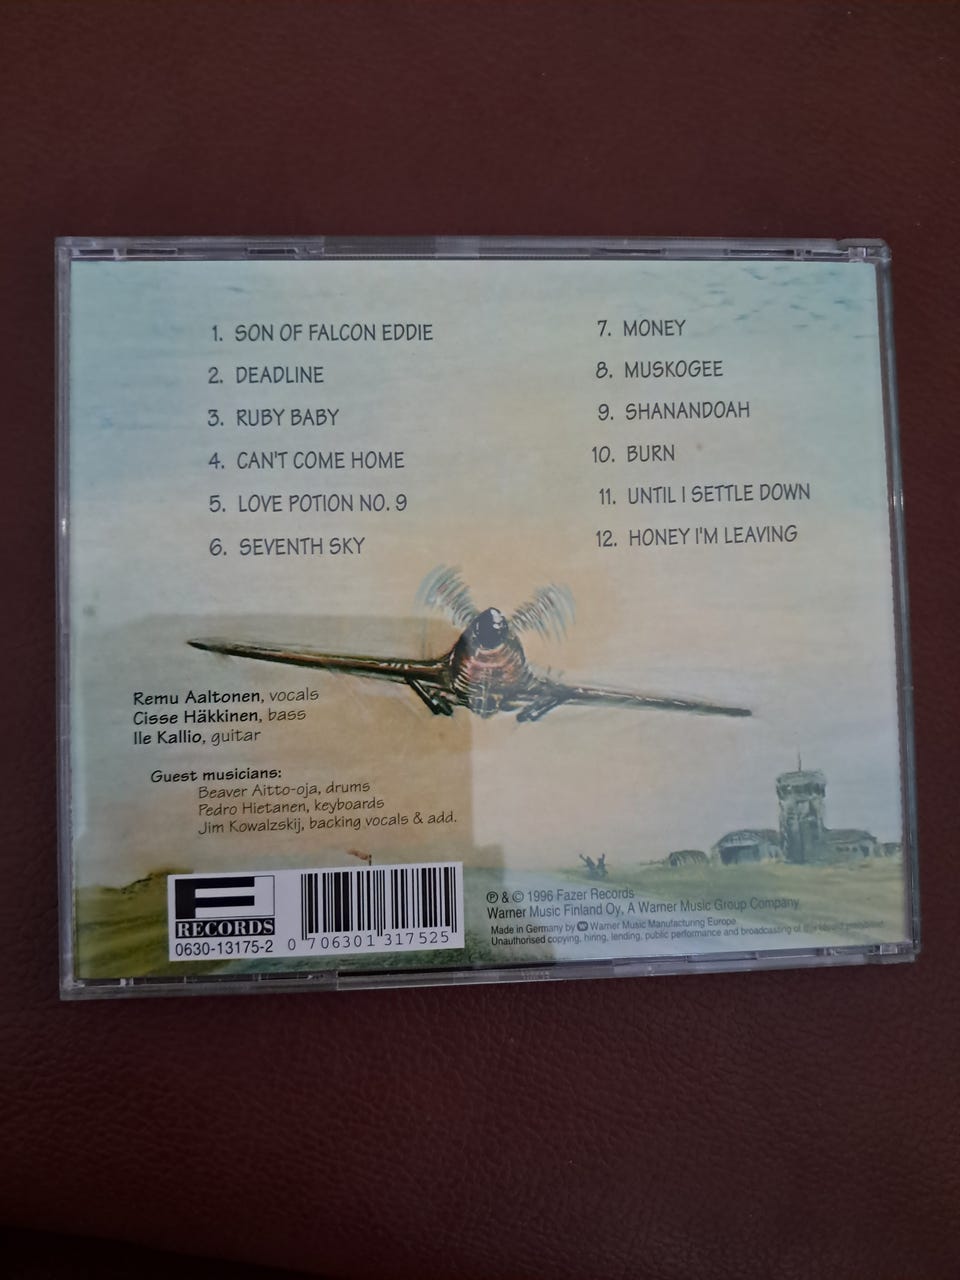 1. SON OF FALCON EDDIE
2. DEADLINE
3. RUBY BABY
4. CAN'T COME HOME
5. LOVE POTION NO. 9
6. SEVENTH SKY
7. MONEY
8. MUSKOGEE
9. SHANANDOAH
10. BURN
11. UNTIL I SETTLE DOWN
12. HONEY I'M LEAVING
Remu Aaltonen, vocals
Cisse Häkkinen, bass
Ile Kallio, guitar
Guest musicians:
Beaver Aitto-oja, drums
Pedro Hietanen, keyboards
Jim Kowalzskij, backing vocals & add.
F
RECORDS
0630-13175-2
0 706301 317525
℗ & © 1996 Fazer Records
Warner Music Finland Oy, A Warner Music Group Company
Made in Germany by Warner Music Manufacturing Europe
Unauthorised copying, hiring, lending, public performance and broadcasting of